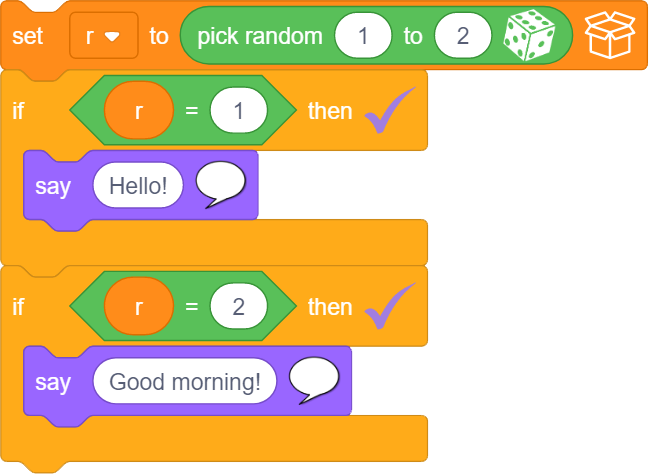 set r to pick random 1 to 2
if r = 1 then
say Hello!
if r = 2 then
say Good morning!